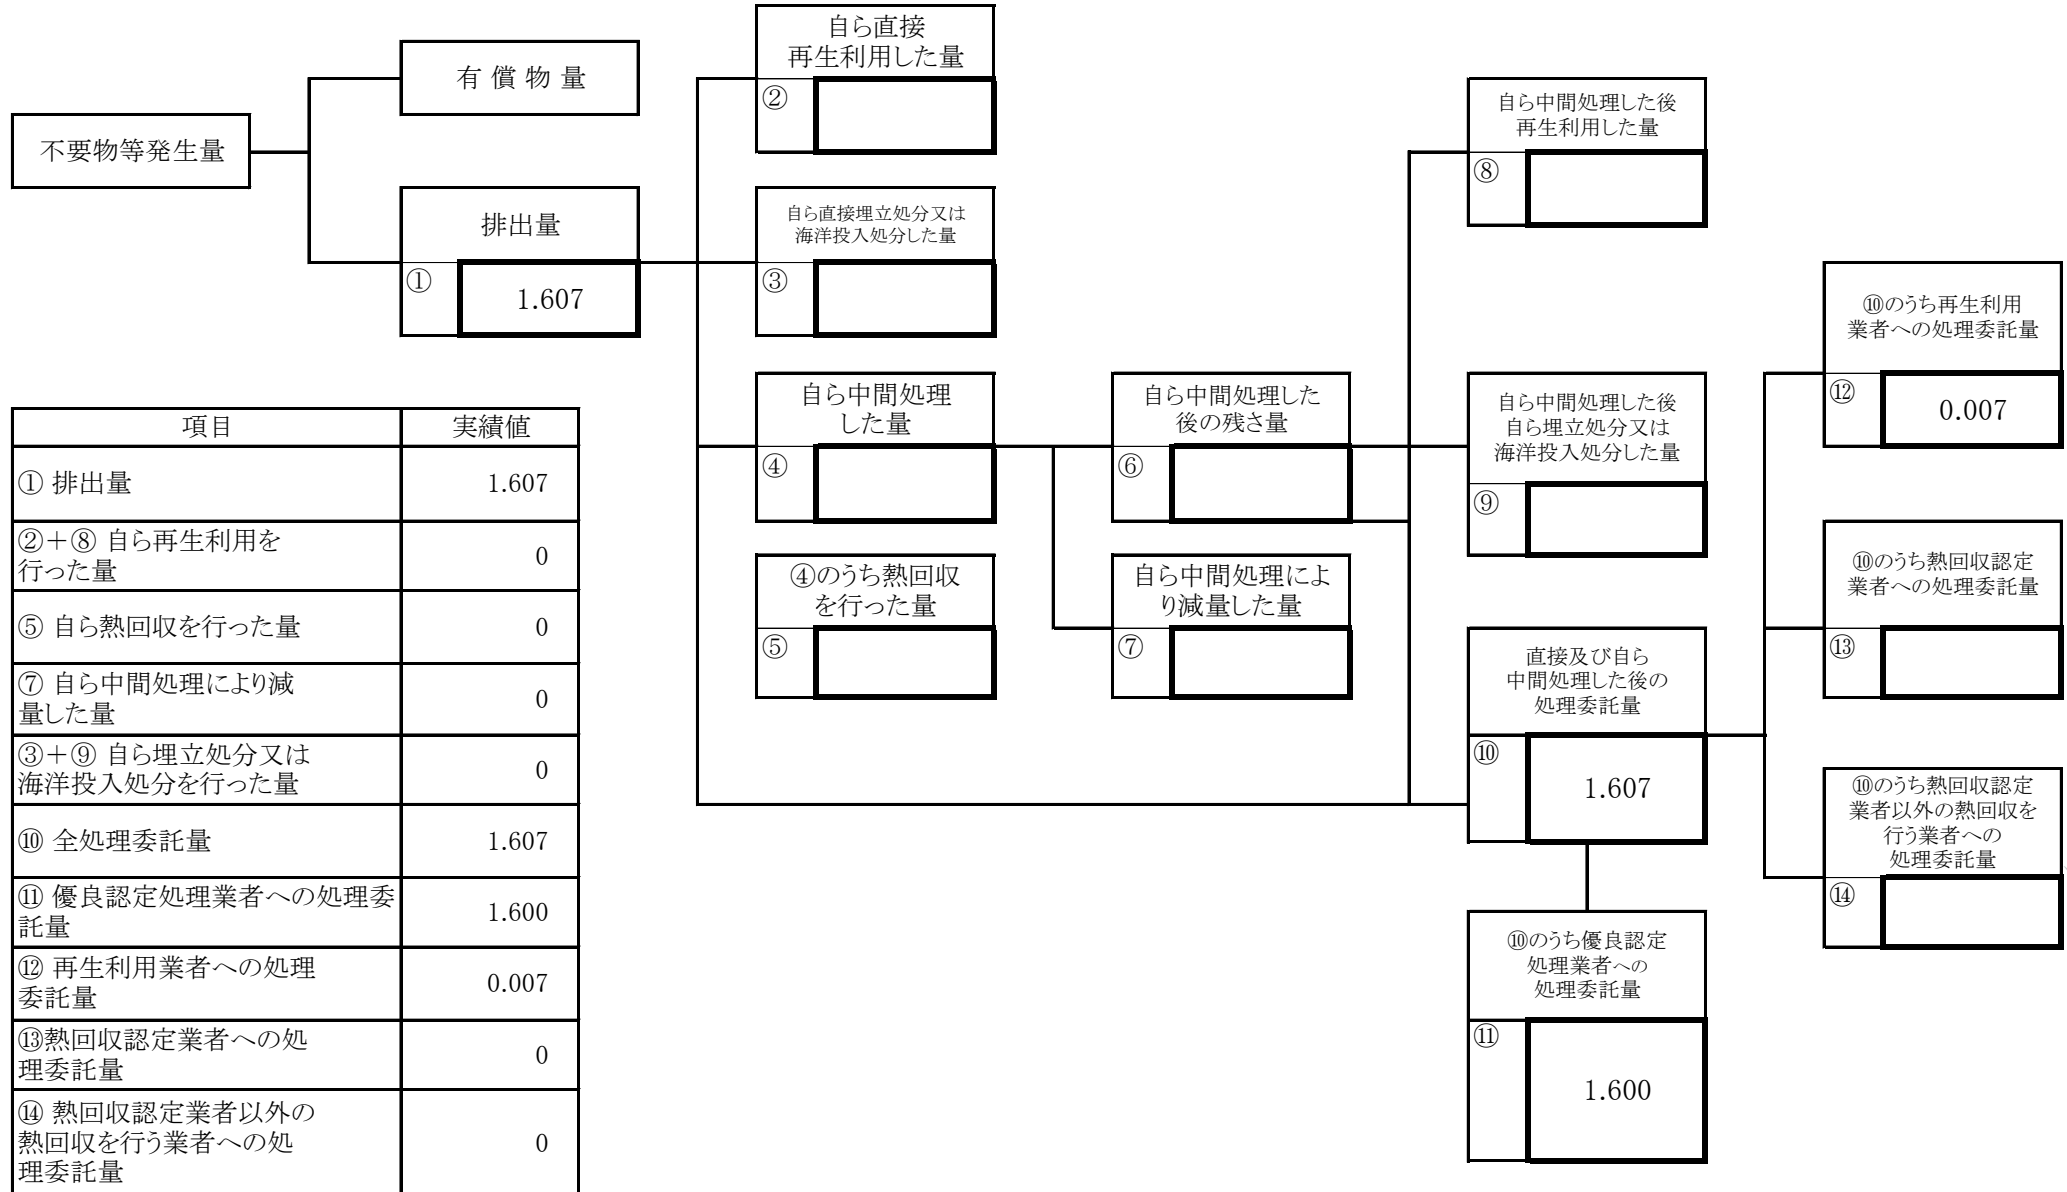 不要物等発生量
有 償 物 量
排出量
①
1.607
自ら直接
再生利用した量
②
自ら直接埋立処分又は
海洋投入処分した量
③
自ら中間処理
した量
④
④のうち熱回収
を行った量
⑤
自ら中間処理した
後の残さ量
⑥
自ら中間処理によ
り減量した量
⑦
自ら中間処理した後
再生利用した量
⑧
自ら中間処理した後
自ら埋立処分又は
海洋投入処分した量
⑨
直接及び自ら
中間処理した後の
処理委託量
⑩
1.607
⑩のうち優良認定
処理業者への
処理委託量
⑪
1.600
⑩のうち再生利用
業者への処理委託量
⑫
0.007
⑩のうち熱回収認定
業者への処理委託量
⑬
⑩のうち熱回収認定
業者以外の熱回収を
行う業者への
処理委託量
⑭
項目 実績値
① 排出量 1.607
②＋⑧ 自ら再生利用を
行った量 0
⑤ 自ら熱回収を行った量 0
⑦ 自ら中間処理により減
量した量 0
③＋⑨ 自ら埋立処分又は
海洋投入処分を行った量 0
⑩ 全処理委託量 1.607
⑪ 優良認定処理業者への処理委
託量 1.600
⑫ 再生利用業者への処理
委託量 0.007
⑬熱回収認定業者への処
理委託量 0
⑭ 熱回収認定業者以外の
熱回収を行う業者への処
理委託量 0